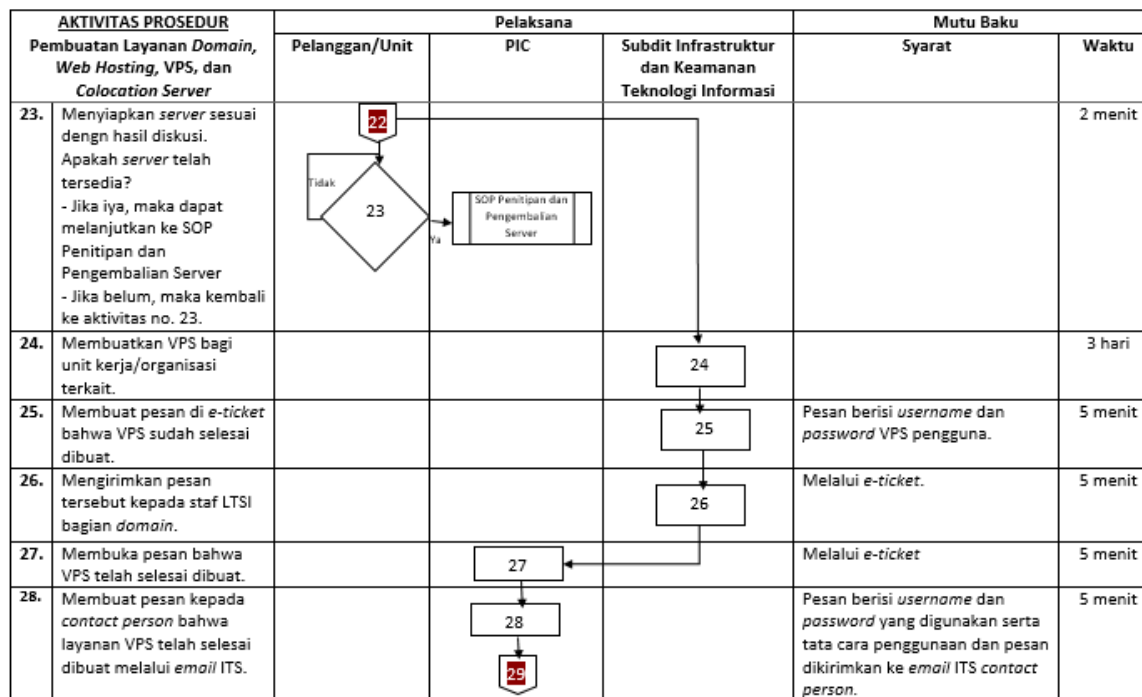 AKTIVITAS PROSEDUR
Pembuatan Layanan Domain,
Web Hosting, VPS, dan
Colocation Server
Pelaksana
Mutu Baku
Pelanggan/Unit
PIC
Subdit Infrastruktur
dan Keamanan
Teknologi Informasi
Syarat
Waktu
23.
Menyiapkan server sesuai
dengn hasil diskusi.
Apakah server telah
tersedia?
- Jika iya, maka dapat
melanjutkan ke SOP
Penitipan dan
Pengembalian Server
- Jika belum, maka kembali
ke aktivitas no. 23.
22
Tidak
23
Ya
SOP Penitipan dan
Pengembalian
Server
2 menit
24.
Membuatkan VPS bagi
unit kerja/organisasi
terkait.
24
3 hari
25.
Membuat pesan di e-ticket
bahwa VPS sudah selesai
dibuat.
25
Pesan berisi username dan
password VPS pengguna.
5 menit
26.
Mengirimkan pesan
tersebut kepada staf LTSI
bagian domain.
26
Melalui e-ticket.
5 menit
27.
Membuka pesan bahwa
VPS telah selesai dibuat.
27
Melalui e-ticket
5 menit
28.
Membuat pesan kepada
contact person bahwa
layanan VPS telah selesai
dibuat melalui email ITS.
28
29
Pesan berisi username dan
password yang digunakan serta
tata cara penggunaan dan pesan
dikirimkan ke email ITS contact
person.
5 menit